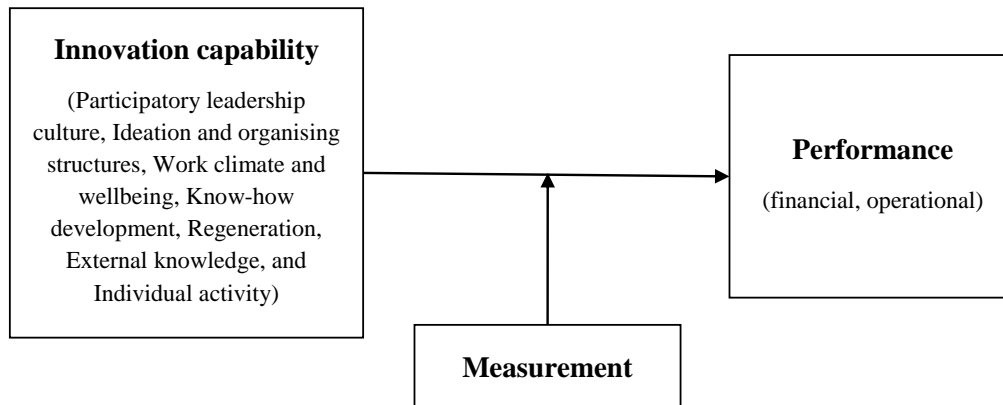 Innovation capability
(Participatory leadership
culture, Ideation and organising
structures, Work climate and
wellbeing, Know-how
development, Regeneration,
External knowledge, and
Individual activity)
Performance
(financial, operational)
Measurement